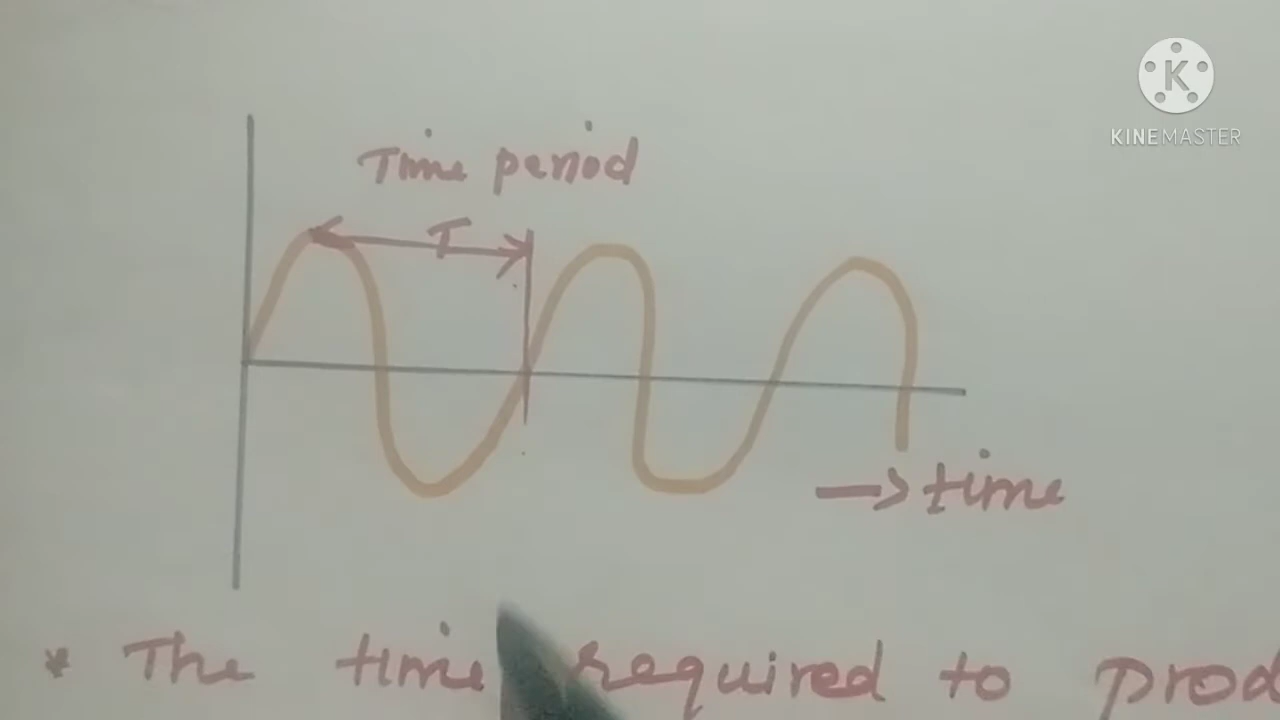 K
KINEMASTER
Time period
T
→ time
* The time required to prod